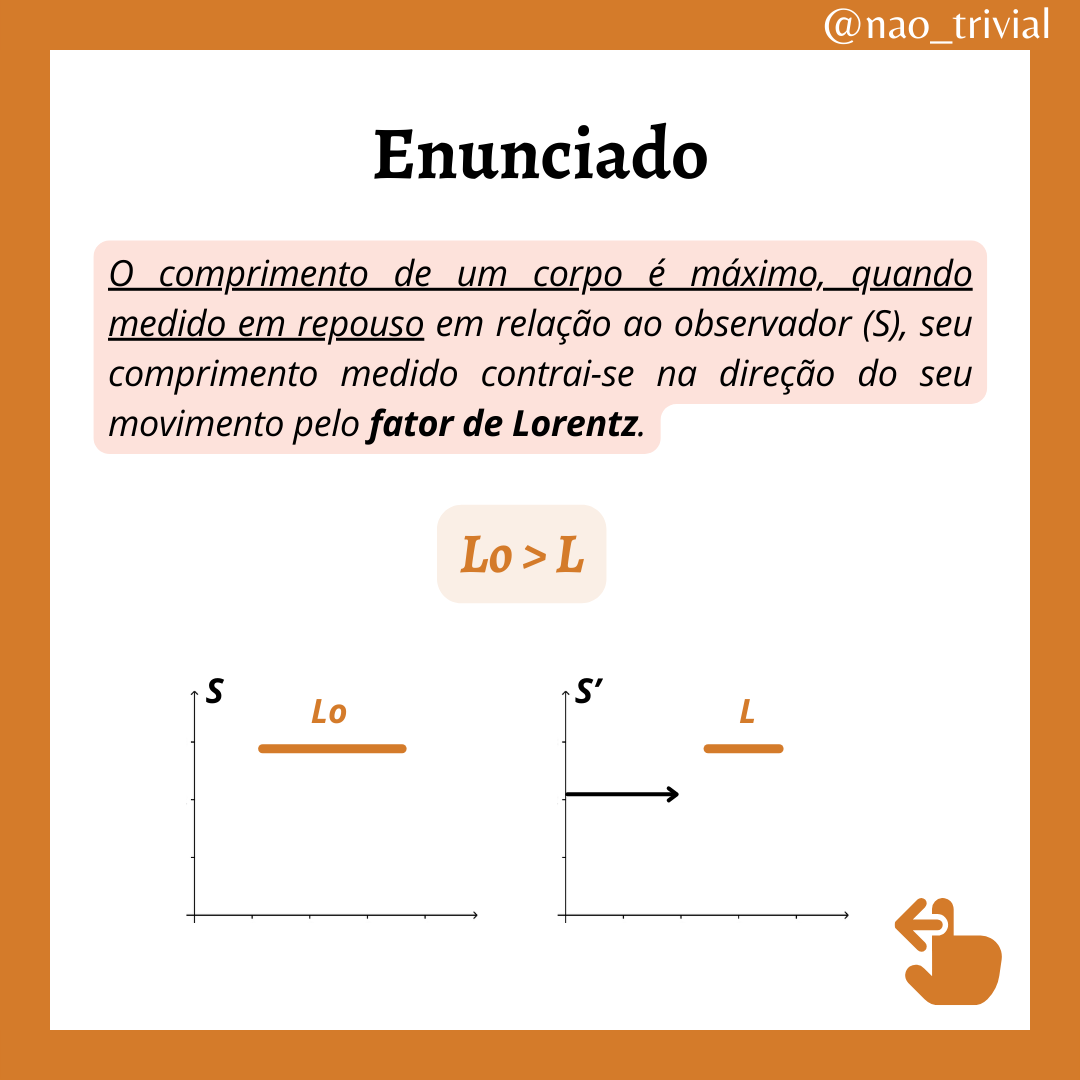 @nao_trivial
Enunciado
O comprimento de um corpo é máximo, quando
medido em repouso em relação ao observador (S), seu
comprimento medido contrai-se na direção do seu
movimento pelo fator de Lorentz.
Lo > L
S
Lo
S’
L